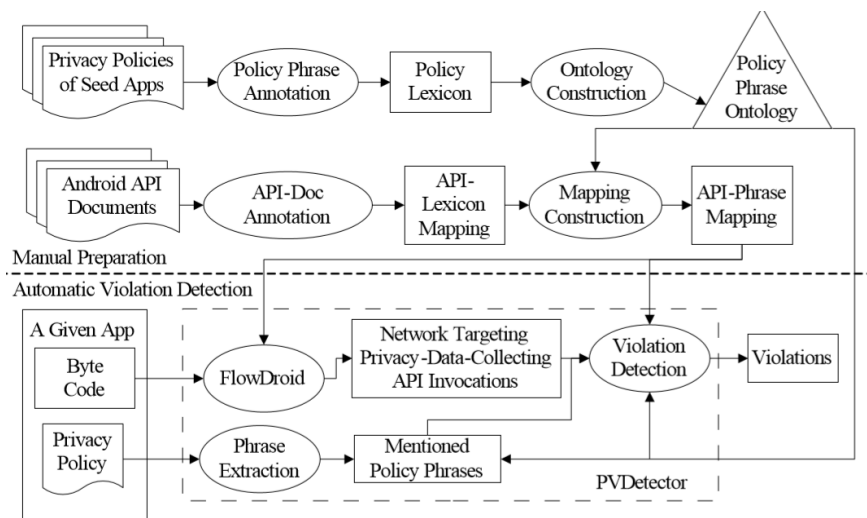 Privacy Policies
of Seed Apps
Policy Phrase
Annotation
Policy
Lexicon
Ontology
Construction
Policy
Phrase
Ontology
Android API
Documents
API-Doc
Annotation
API-
Lexicon
Mapping
Mapping
Construction
API-Phrase
Mapping
Manual Preparation
Automatic Violation Detection
A Given App
Byte
Code
FlowDroid
Network Targeting
Privacy-Data-Collecting
API Invocations
Violation
Detection
Violations
Privacy
Policy
Phrase
Extraction
Mentioned
Policy Phrases
PVDetector